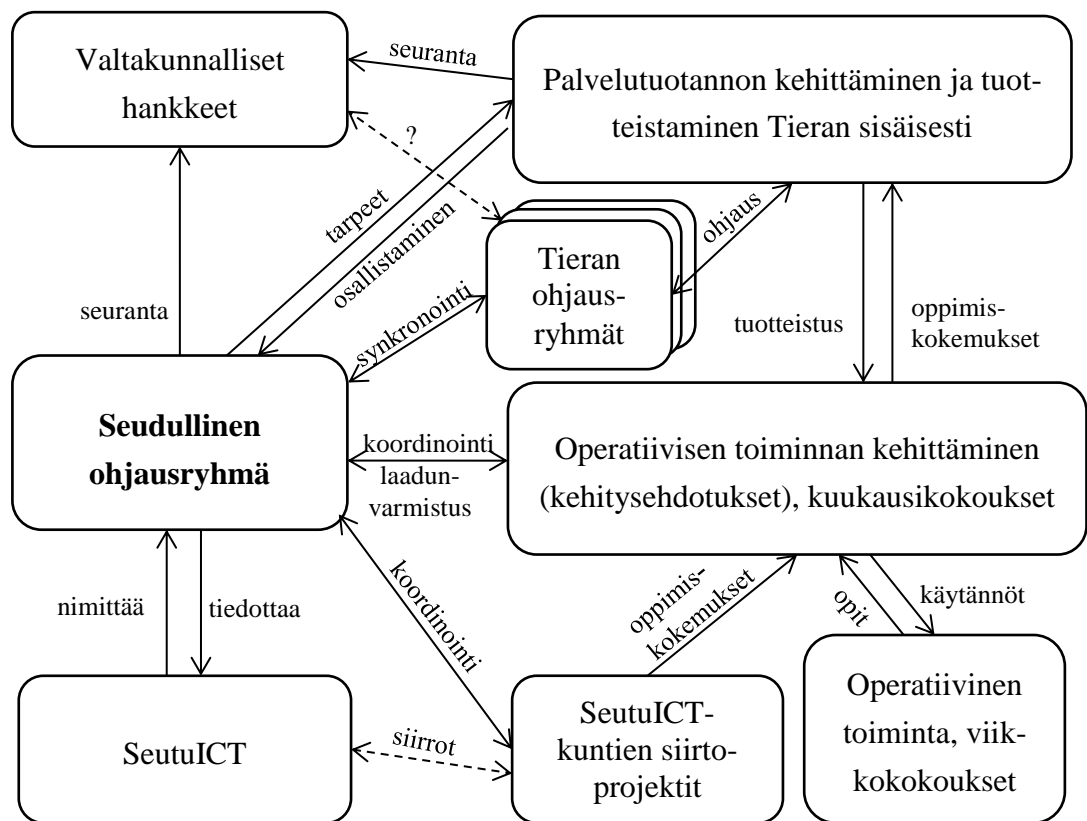 Valtakunnalliset
hankkeet
seuranta
Palvelutuotannon kehittäminen ja tuot-
teistaminen Tieran sisäisesti
?
tarpeet
osallistaminen
ohjaus
Tieran
ohjaus-
ryhmät
seuranta
synkronointi
tuotteistus
oppimis-
kokemukset
Seudullinen
ohjausryhmä
koordinointi
laadun-
varmistus
Operatiivisen toiminnan kehittäminen
(kehitysehdotukset), kuukausikokoukset
nimittää
tiedottaa
koordinointi
oppimis-
kokemukset
opit
käytännöt
SeutuICT
siirrot
SeutuICT-
kuntien siirto-
projektit
Operatiivinen
toiminta, viik-
kokokoukset